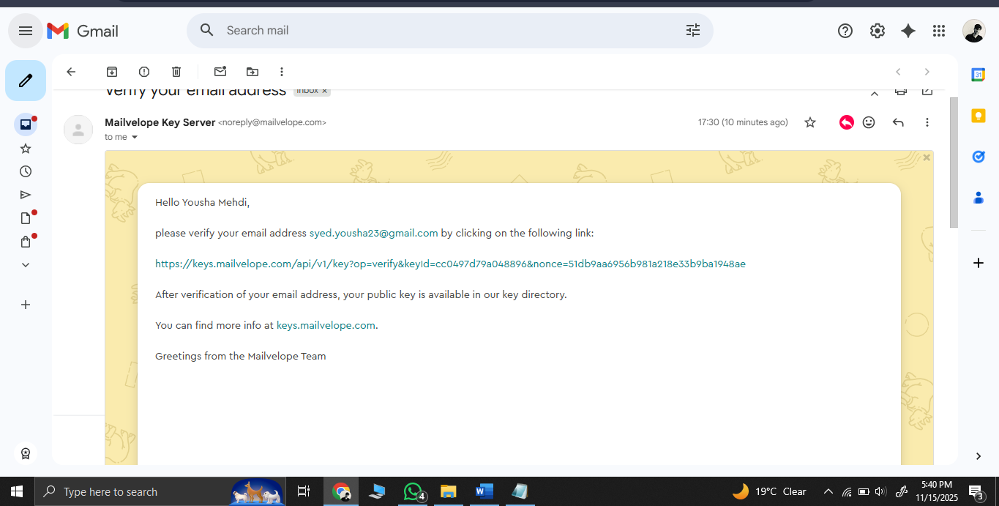 Gmail
Search mail
Verify your email address
Inbox ×
Mailvelope Key Server <noreply@mailvelope.com>
17:30 (10 minutes ago)
to me
31
Hello Yousha Mehdi,
please verify your email address syed.yousha23@gmail.com by clicking on the following link:
https://keys.mailvelope.com/api/v1/key?op=verify&keyId=cc0497d79a048896&nonce=51db9aa6956b981a218e33b9ba1948ae
After verification of your email address, your public key is available in our key directory.
You can find more info at keys.mailvelope.com.
Greetings from the Mailvelope Team
Type here to search
4
W
19°C Clear
5:40 PM
11/15/2025
3